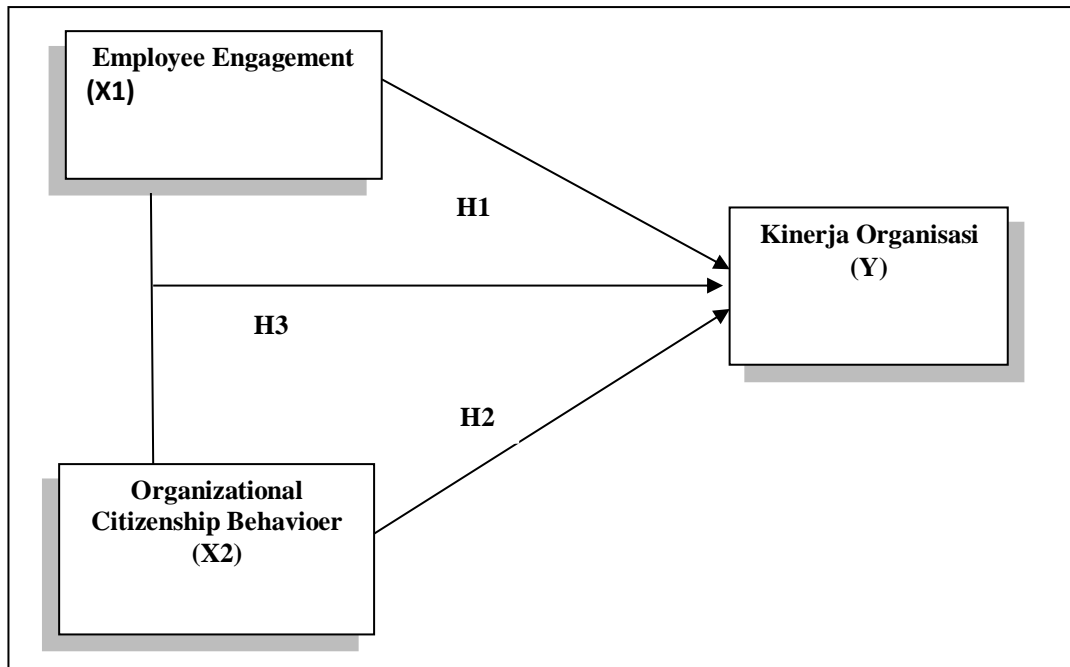 Employee Engagement
(X1)
H1
Kinerja Organisasi
(Y)
H3
H2
Organizational
Citizenship Behavioer
(X2)